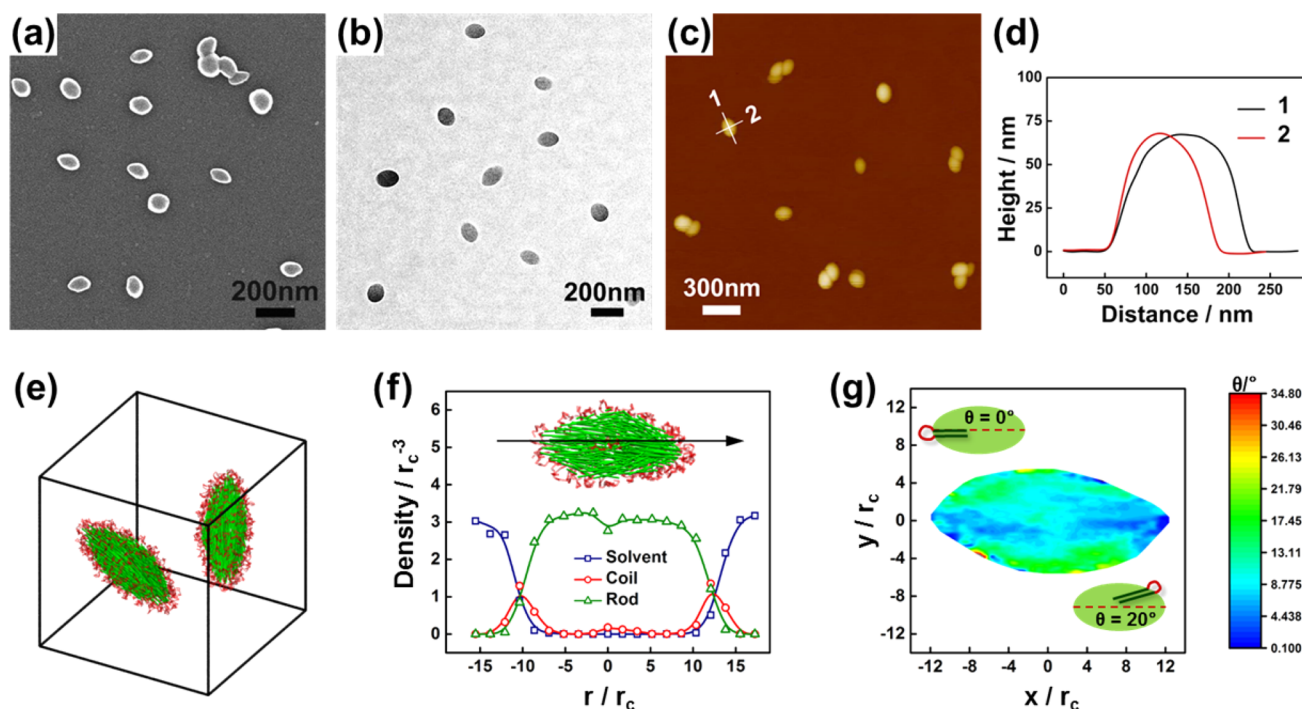 (a)
200nm
(b)
200nm
(c)
1
2
300nm
(d)
Height / nm
100
75
50
25
0
1
2
0 50 100 150 200 250
Distance / nm
(e)
(f)
Density / r_c^-3
6
5
4
3
2
1
0
Solvent
Coil
Rod
-15 -10 -5 0 5 10 15
r / r_c
(g)
y / r_c
12
8
4
0
-4
-8
-12
θ = 0°
θ = 20°
-12 -8 -4 0 4 8 12
x / r_c
θ/°
34.80
30.46
26.13
21.79
17.45
13.11
8.775
4.438
0.100